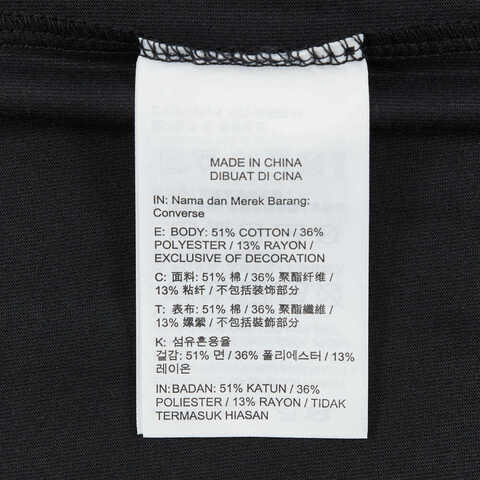 MADE IN CHINA
DIBUAT DI CINA
IN: Nama dan Merek Barang:
Converse
E: BODY: 51% COTTON / 36%
POLYESTER / 13% RAYON /
EXCLUSIVE OF DECORATION
C: 面料: 51% 棉 / 36% 聚酯纤维 /
13% 粘纤 / 不包括装饰部分
T: 表布: 51% 棉 / 36% 聚酯纖維 /
13% 嫘縈 / 不包括裝飾部分
K: 섬유혼용율
겉감: 51% 면 / 36% 폴리에스터 / 13%
레이온
IN: BADAN: 51% KATUN / 36%
POLIESTER / 13% RAYON / TIDAK
TERMASUK HIASAN